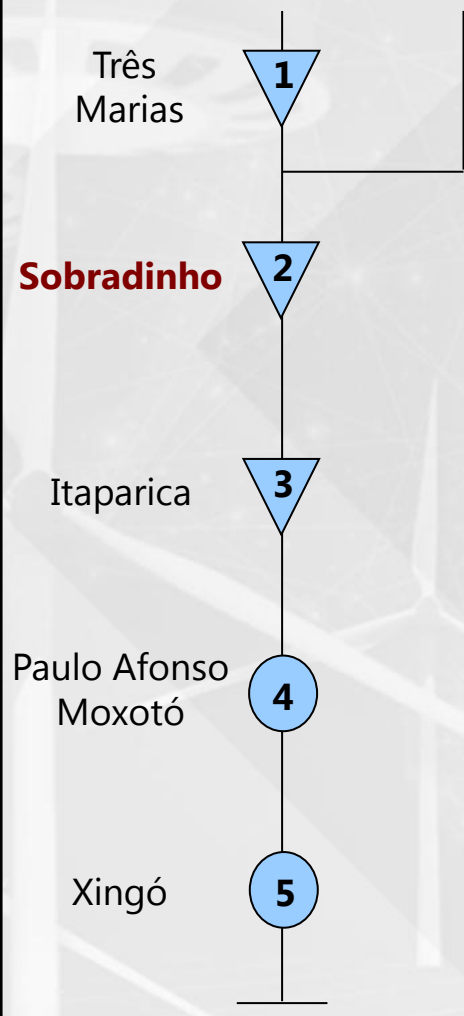 Três
Marias
1
Sobradinho
2
Itaparica
3
Paulo Afonso
Moxotó
4
Xingó
5